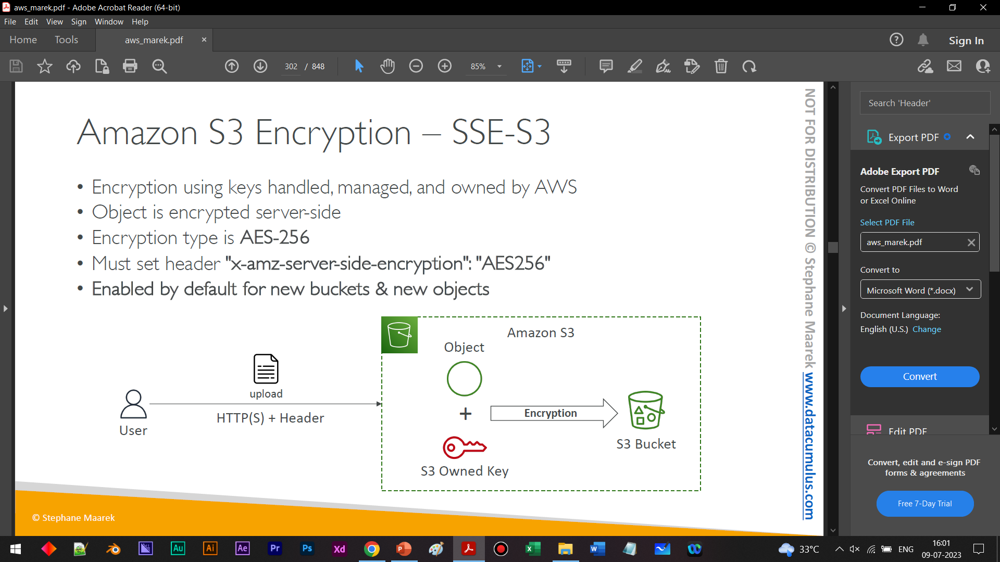 aws_marek.pdf - Adobe Acrobat Reader (64-bit)
File Edit View Sign Window Help
Home Tools aws_marek.pdf
Sign In
302 / 848
85%
Amazon S3 Encryption – SSE-S3
• Encryption using keys handled, managed, and owned by AWS
• Object is encrypted server-side
• Encryption type is AES-256
• Must set header "x-amz-server-side-encryption": "AES256"
• Enabled by default for new buckets & new objects
Amazon S3
Object
upload
HTTP(S) + Header
User
+
Encryption
S3 Bucket
S3 Owned Key
© Stephane Maarek
NOT FOR DISTRIBUTION © Stephane Maarek www.datacumulus.com
Search 'Header'
Export PDF
Adobe Export PDF
Convert PDF Files to Word
or Excel Online
Select PDF File
aws_marek.pdf
Convert to
Microsoft Word (*.docx)
Document Language:
English (U.S.) Change
Convert
Edit PDF
Convert, edit and e-sign PDF
forms & agreements
Free 7-Day Trial
Au Ai Ae Pr Ps Xd
33°C
ENG
16:01
09-07-2023